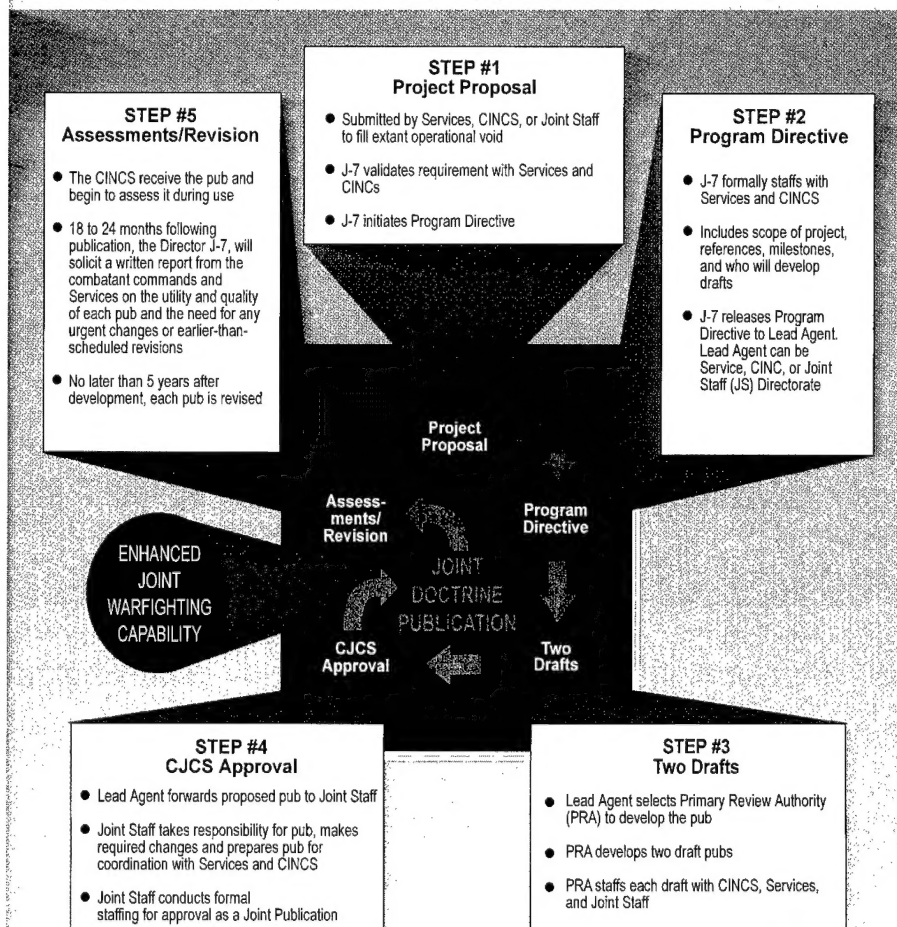 STEP #1
Project Proposal
● Submitted by Services, CINCS, or Joint Staff
to fill extant operational void
● J-7 validates requirement with Services and
CINCs
● J-7 initiates Program Directive
STEP #5
Assessments/Revision
● The CINCS receive the pub and
begin to assess it during use
● 18 to 24 months following
publication, the Director J-7, will
solicit a written report from the
combatant commands and
Services on the utility and quality
of each pub and the need for any
urgent changes or earlier-than-
scheduled revisions
● No later than 5 years after
development, each pub is revised
STEP #2
Program Directive
● J-7 formally staffs with
Services and CINCS
● Includes scope of project,
references, milestones,
and who will develop
drafts
● J-7 releases Program
Directive to Lead Agent.
Lead Agent can be
Service, CINC, or Joint
Staff (JS) Directorate
Project
Proposal
Assess-
ments/
Revision
Program
Directive
JOINT
DOCTRINE
PUBLICATION
CJCS
Approval
Two
Drafts
ENHANCED
JOINT
WARFIGHTING
CAPABILITY
STEP #4
CJCS Approval
● Lead Agent forwards proposed pub to Joint Staff
● Joint Staff takes responsibility for pub, makes
required changes and prepares pub for
coordination with Services and CINCS
● Joint Staff conducts formal
staffing for approval as a Joint Publication
STEP #3
Two Drafts
● Lead Agent selects Primary Review Authority
(PRA) to develop the pub
● PRA develops two draft pubs
● PRA staffs each draft with CINCS, Services,
and Joint Staff